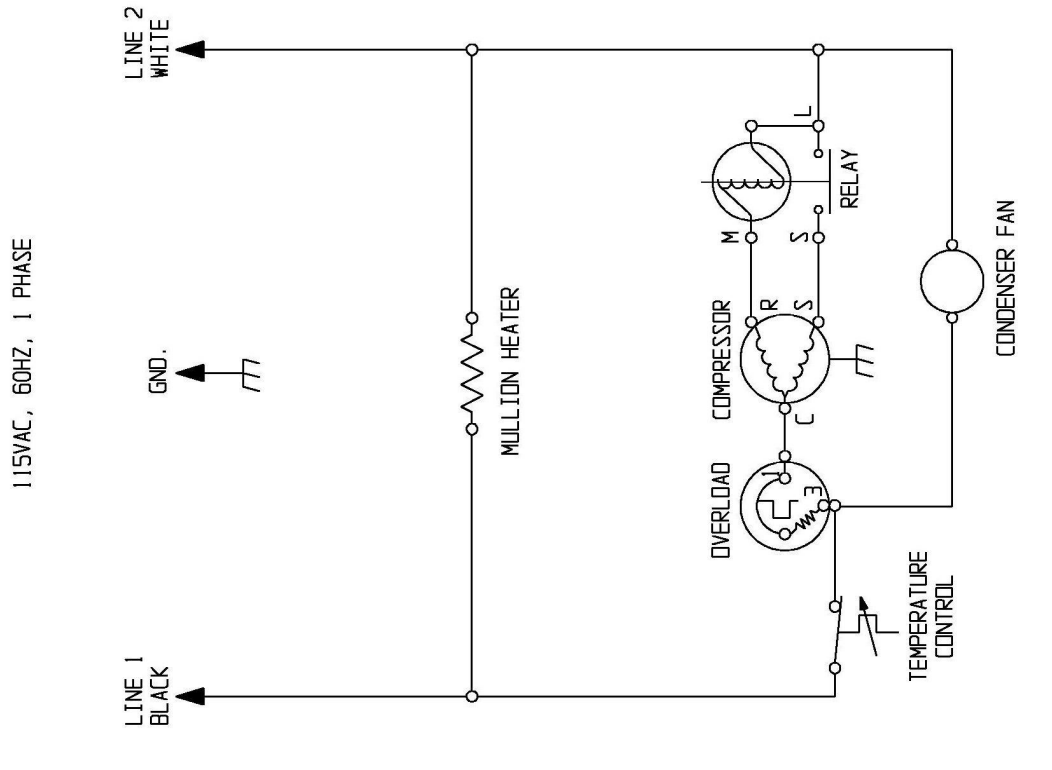 115VAC, 60HZ, 1 PHASE
LINE 1
BLACK
GND.
LINE 2
WHITE
MULLION HEATER
TEMPERATURE
CONTROL
OVERLOAD
1
3
COMPRESSOR
C
R
S
M
S
RELAY
L
CONDENSER FAN